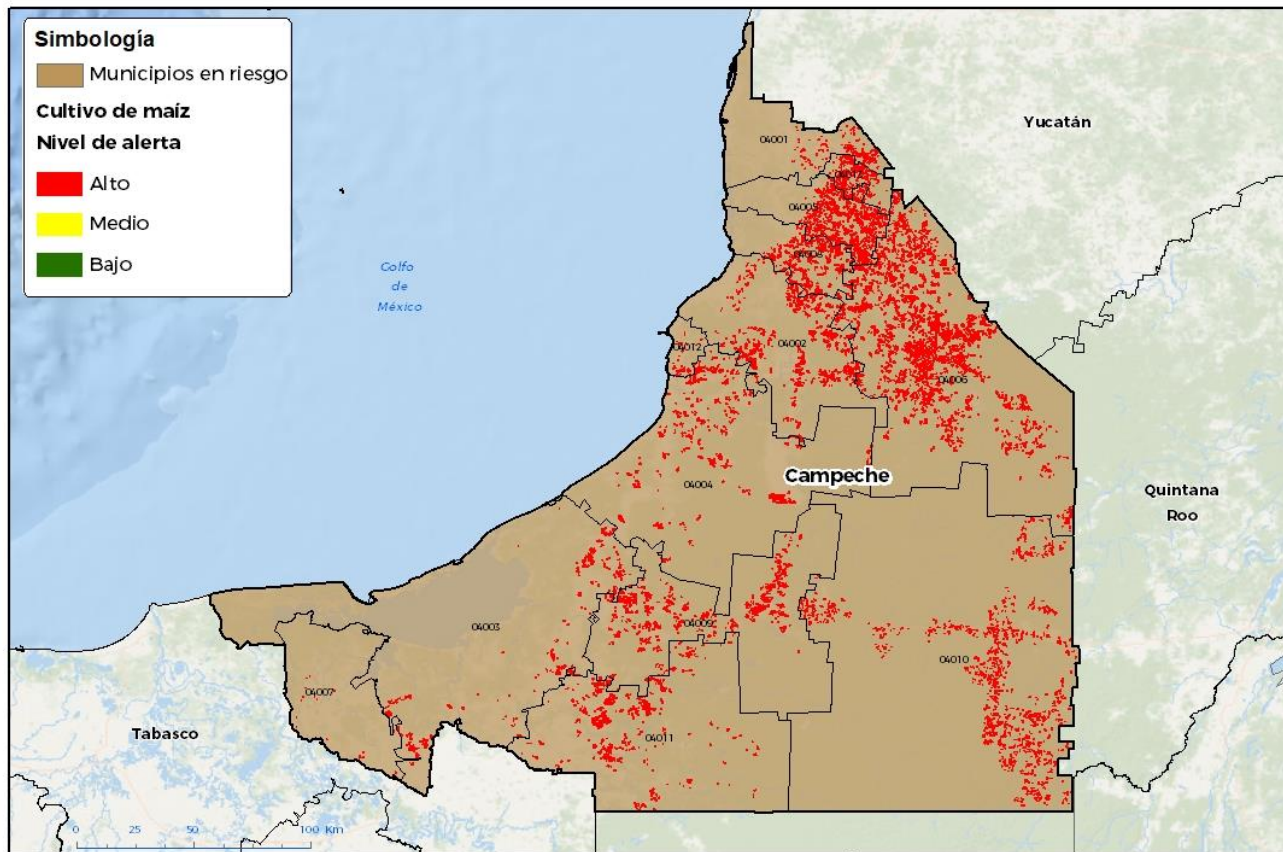 Simbología
Municipios en riesgo
Cultivo de maíz
Nivel de alerta
Alto
Medio
Bajo
Golfo
de
México
Yucatán
04001
04005
04002
04012
04006
Campeche
04004
Quintana
Roo
04003
04009
04010
04007
Tabasco
04011
0 25 50 100 Km